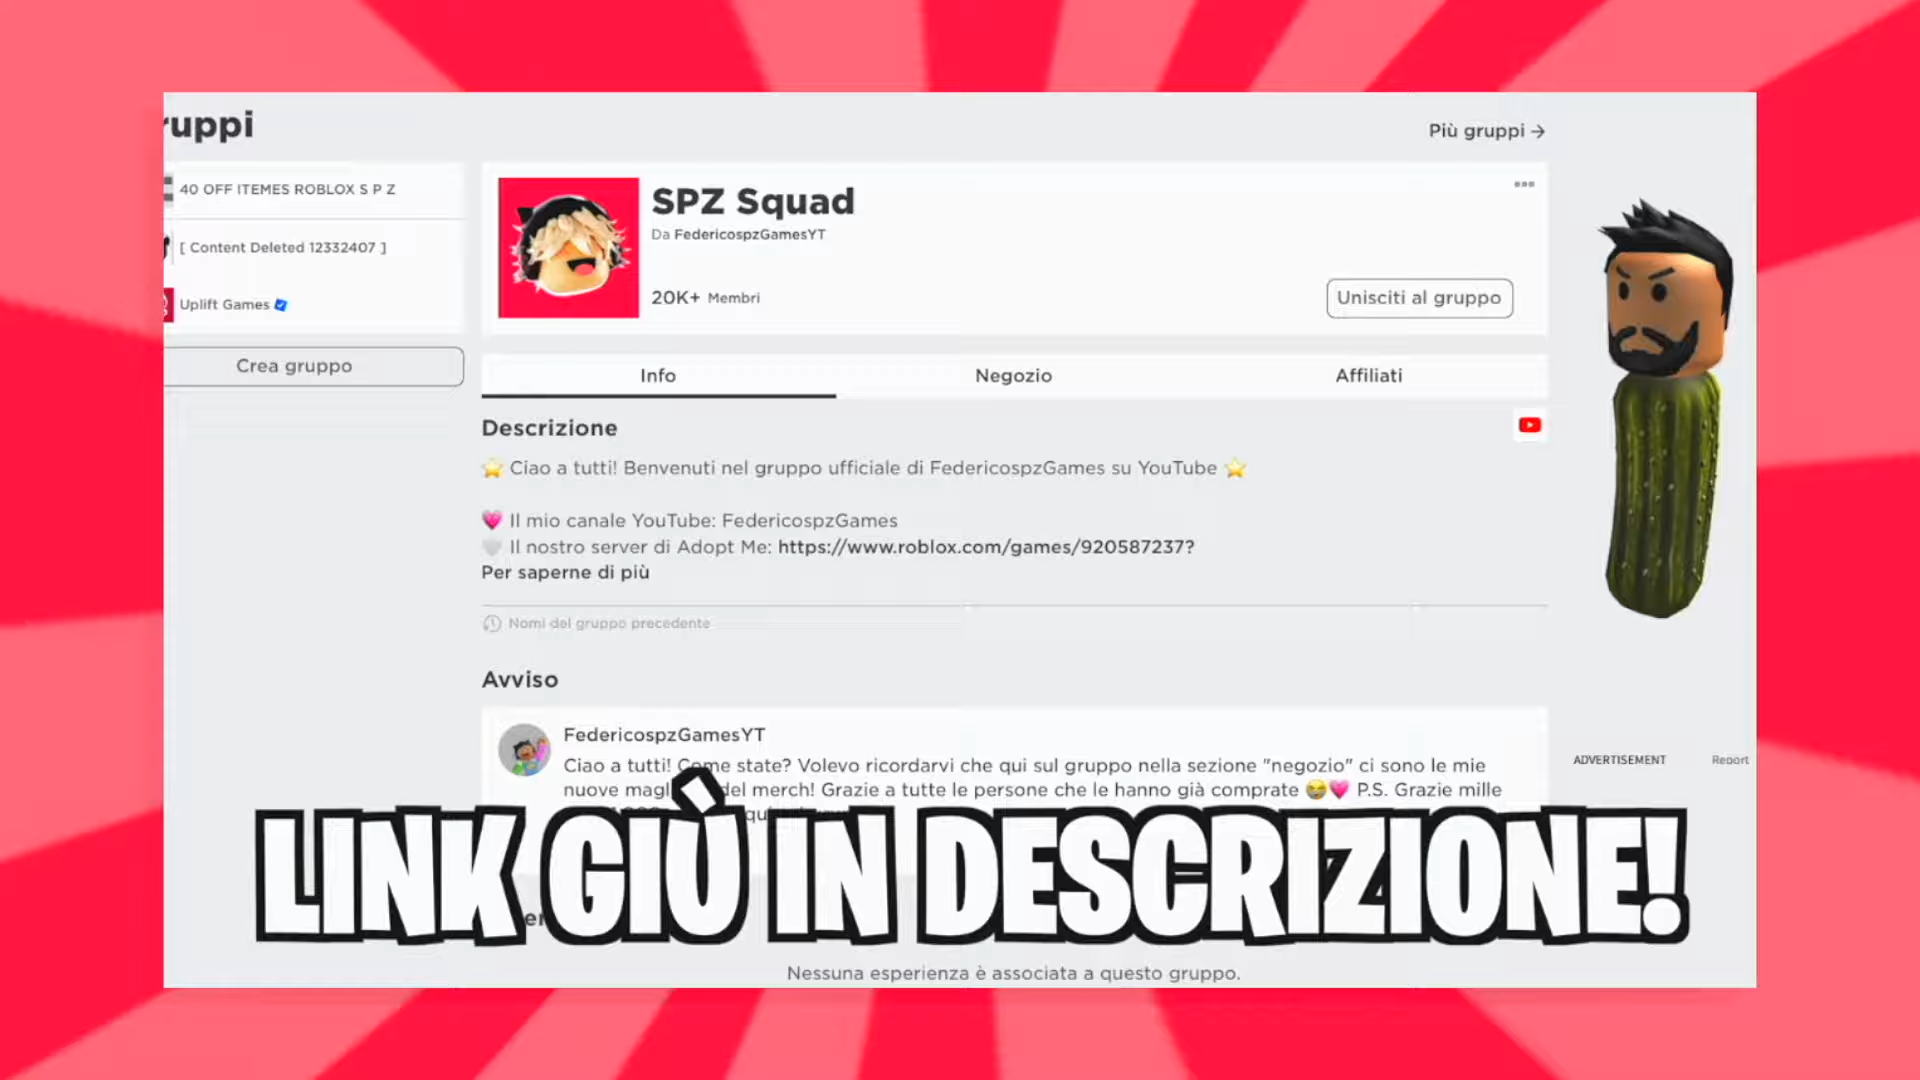 ruppi
Più gruppi →
40 OFF ITEMES ROBLOX S P Z
[ Content Deleted 12332407 ]
Uplift Games
Crea gruppo
SPZ Squad
Da FedericospzGamesYT
20K+ Membri
Unisciti al gruppo
Info
Negozio
Affiliati
Descrizione
⭐ Ciao a tutti! Benvenuti nel gruppo ufficiale di FedericospzGames su YouTube ⭐
💗 Il mio canale YouTube: FedericospzGames
🤍 Il nostro server di Adopt Me: https://www.roblox.com/games/920587237?
Per saperne di più
Nomi del gruppo precedente
Avviso
FedericospzGamesYT
Ciao a tutti! Come state? Volevo ricordarvi che qui sul gruppo nella sezione "negozio" ci sono le mie
nuove magl del merch! Grazie a tutte le persone che le hanno già comprate 😭💗 P.S. Grazie mille
LINK GIÙ IN DESCRIZIONE!
Nessuna esperienza è associata a questo gruppo.
ADVERTISEMENT
Report